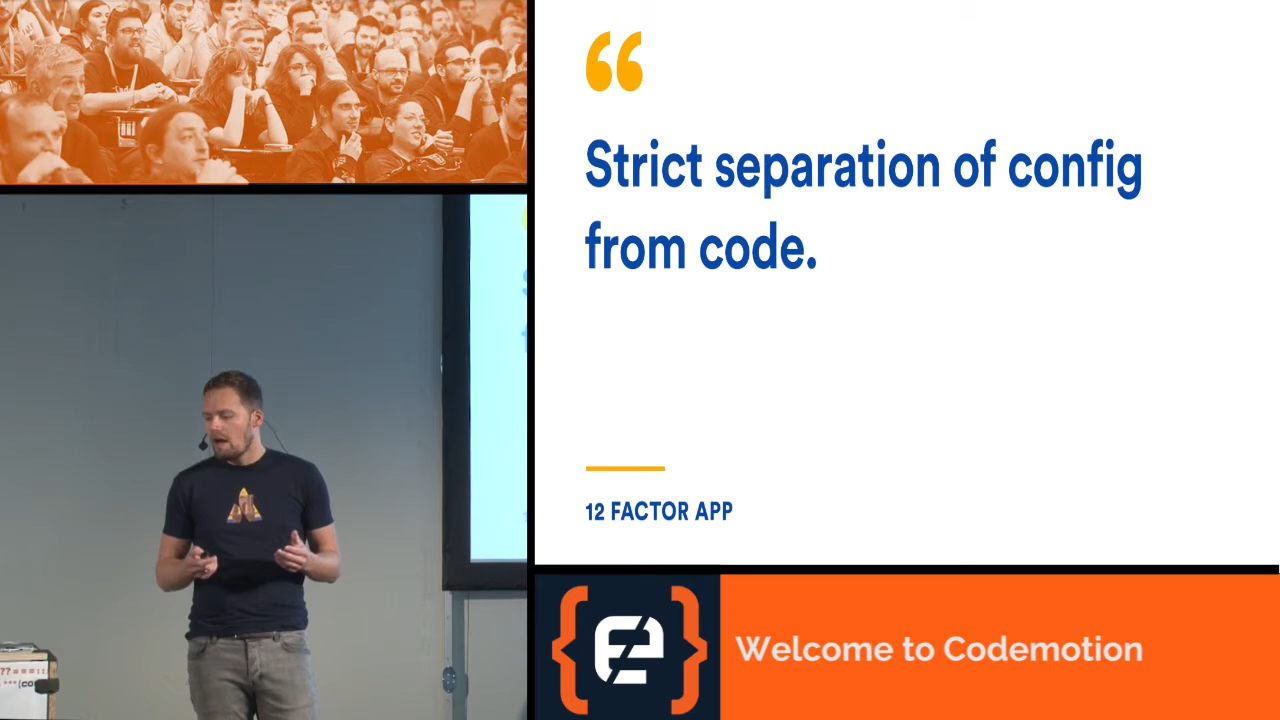 “
Strict separation of config
from code.
12 FACTOR APP
Welcome to Codemotion